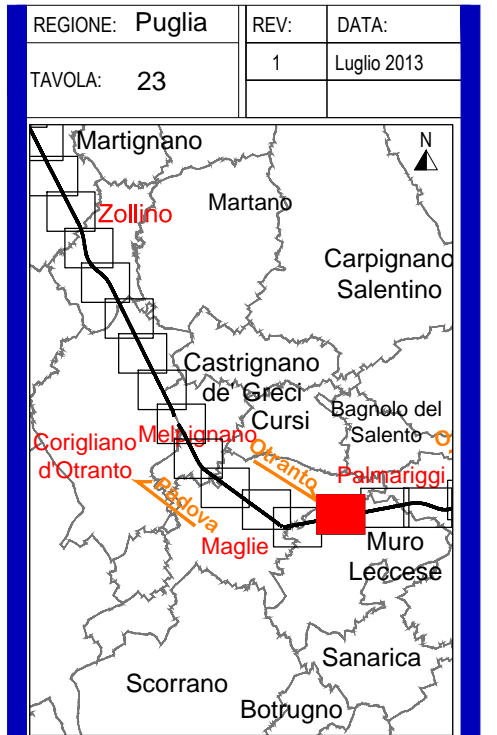 REGIONE: Puglia
REV: DATA:
1 Luglio 2013
TAVOLA: 23
Martignano
N
Zollino
Martano
Carpignano
Salentino
Castrignano
de' Greci
Cursi
Bagnolo del
Salento
Corigliano
d'Otranto
Melpignano
Otranto
Palmariggi
Padova
Maglie
Muro
Leccese
Sanarica
Scorrano
Botrugno